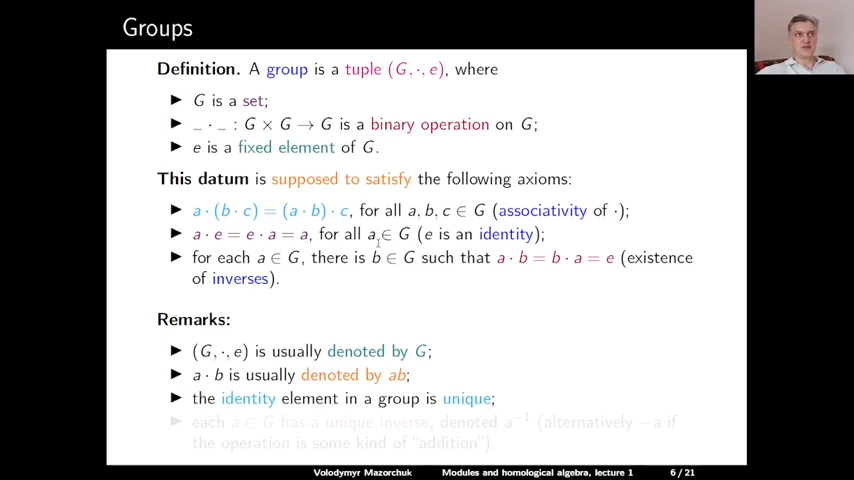 Groups
Definition. A group is a tuple (G, ·, e), where
▶ G is a set;
▶ _ · _ : G × G → G is a binary operation on G;
▶ e is a fixed element of G.
This datum is supposed to satisfy the following axioms:
▶ a · (b · c) = (a · b) · c, for all a, b, c ∈ G (associativity of ·);
▶ a · e = e · a = a, for all a ∈ G (e is an identity);
▶ for each a ∈ G, there is b ∈ G such that a · b = b · a = e (existence
of inverses).
Remarks:
▶ (G, ·, e) is usually denoted by G;
▶ a · b is usually denoted by ab;
▶ the identity element in a group is unique;
▶ each a ∈ G has a unique inverse, denoted a⁻¹ (alternatively −a if
the operation is some kind of “addition”).
Volodymyr Mazorchuk Modules and homological algebra, lecture 1 6 / 21